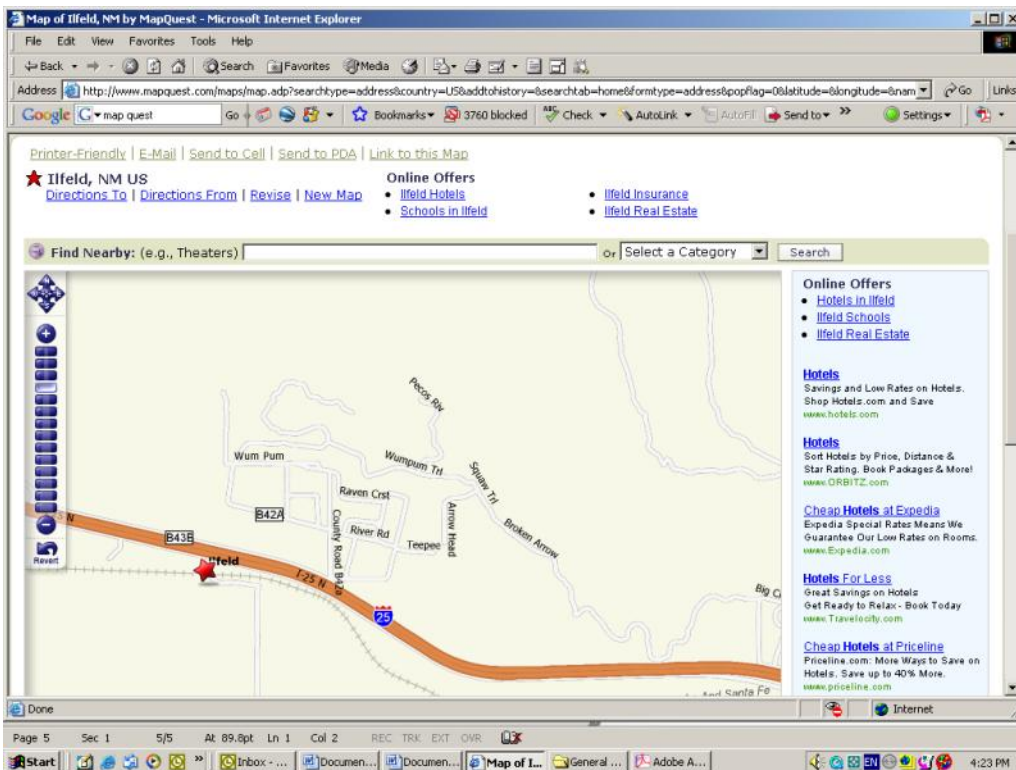 Map of Ilfeld, NM by MapQuest - Microsoft Internet Explorer
File Edit View Favorites Tools Help
Back Search Favorites Media
Address http://www.mapquest.com/maps/map.adp?searchtype=address&country=US&addtohistory=&searchtab=home&formtype=address&popflag=0&latitude=&longitude=&nam Go Links
Google map quest Go Bookmarks 3760 blocked Check AutoLink AutoFill Send to Settings
Printer-Friendly | E-Mail | Send to Cell | Send to PDA | Link to this Map
Ilfeld, NM US
Directions To | Directions From | Revise | New Map
Online Offers
Ilfeld Hotels
Schools in Ilfeld
Ilfeld Insurance
Ilfeld Real Estate
Find Nearby: (e.g., Theaters) Or Select a Category Search
Revert
Pecos Riv
Wum Pum
Wumpum Trl
Squaw Trl
Raven Crst
B42A
River Rd
County Road B42a
Teepee
Arrow Head
Broken Arrow
B43B
Ilfeld
I-25 N
25
Big C
And Santa Fe
Online Offers
Hotels in Ilfeld
Ilfeld Schools
Ilfeld Real Estate
Hotels
Savings and Low Rates on Hotels.
Shop Hotels.com and Save
www.hotels.com
Hotels
Sort Hotels by Price, Distance &
Star Rating. Book Packages & More!
www.ORBITZ.com
Cheap Hotels at Expedia
Expedia Special Rates Means We
Guarantee Our Low Rates on Rooms.
www.Expedia.com
Hotels For Less
Great Savings on Hotels
Get Ready to Relax - Book Today
www.Travelocity.com
Cheap Hotels at Priceline
Priceline.com: More Ways to Save on
Hotels. Save up to 40% More.
www.priceline.com
Done Internet
Page 5 Sec 1 5/5 At 89.8pt Ln 1 Col 2 REC TRK EXT OVR
Start Inbox - ... Documen... Documen... Map of I... General ... Adobe A... EN 4:23 PM